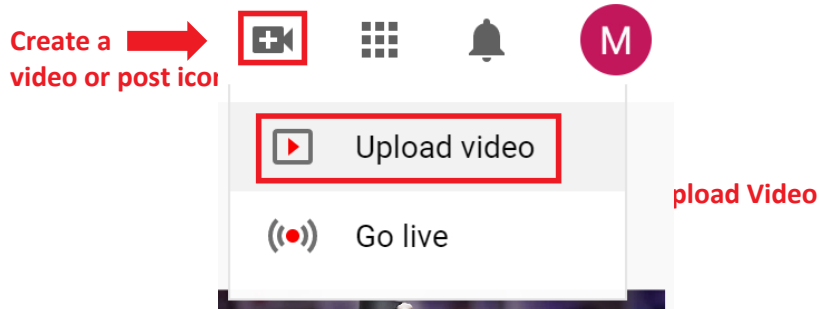 Create a
video or post icon
M
Upload video
pload Video
Go live